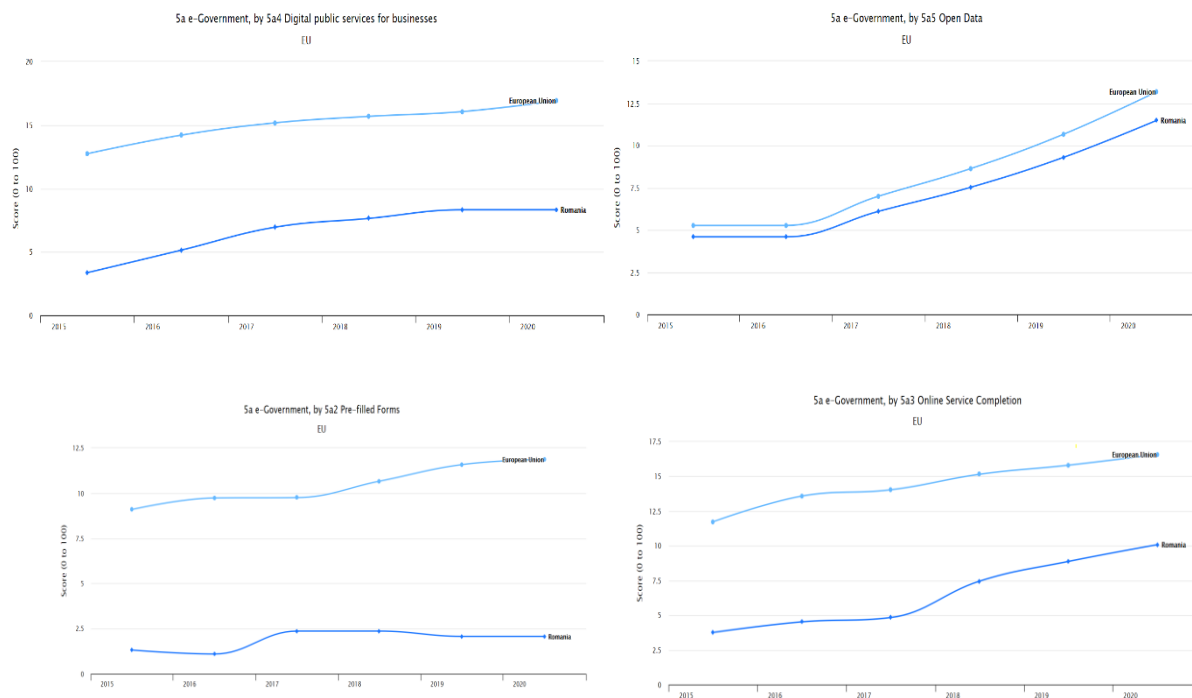 5a e-Government, by 5a4 Digital public services for businesses
EU
20
15
10
5
0
Score (0 to 100)
European Union
Romania
2015 2016 2017 2018 2019 2020
5a e-Government, by 5a5 Open Data
EU
15
12.5
10
7.5
5
2.5
0
Score (0 to 100)
European Union
Romania
2015 2016 2017 2018 2019 2020
5a e-Government, by 5a2 Pre-filled Forms
EU
12.5
10
7.5
5
2.5
0
Score (0 to 100)
European Union
Romania
2015 2016 2017 2018 2019 2020
5a e-Government, by 5a3 Online Service Completion
EU
17.5
15
12.5
10
7.5
5
2.5
Score (0 to 100)
European Union
Romania
2015 2016 2017 2018 2019 2020